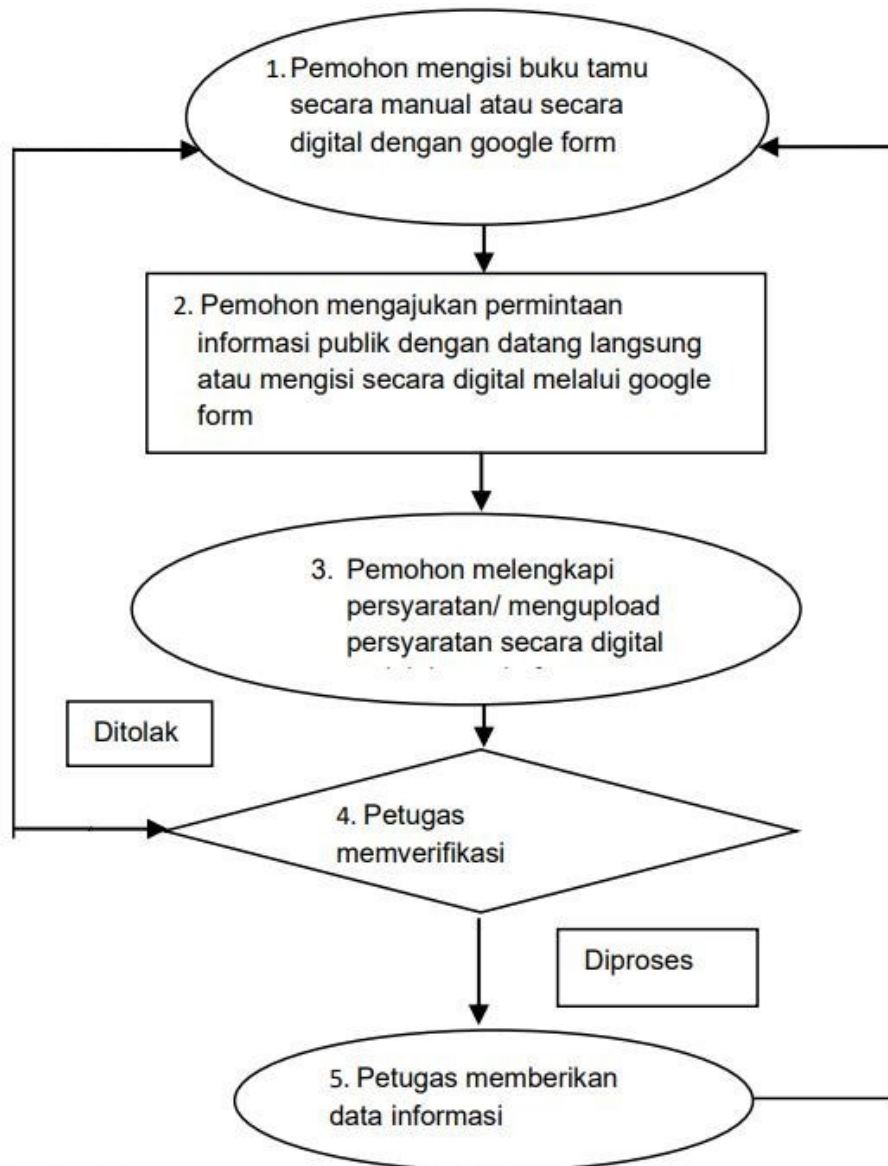 1. Pemohon mengisi buku tamu
secara manual atau secara
digital dengan google form
2. Pemohon mengajukan permintaan
informasi publik dengan datang langsung
atau mengisi secara digital melalui google
form
3. Pemohon melengkapi
persyaratan/ mengupload
persyaratan secara digital
Ditolak
4. Petugas
memverifikasi
Diproses
5. Petugas memberikan
data informasi